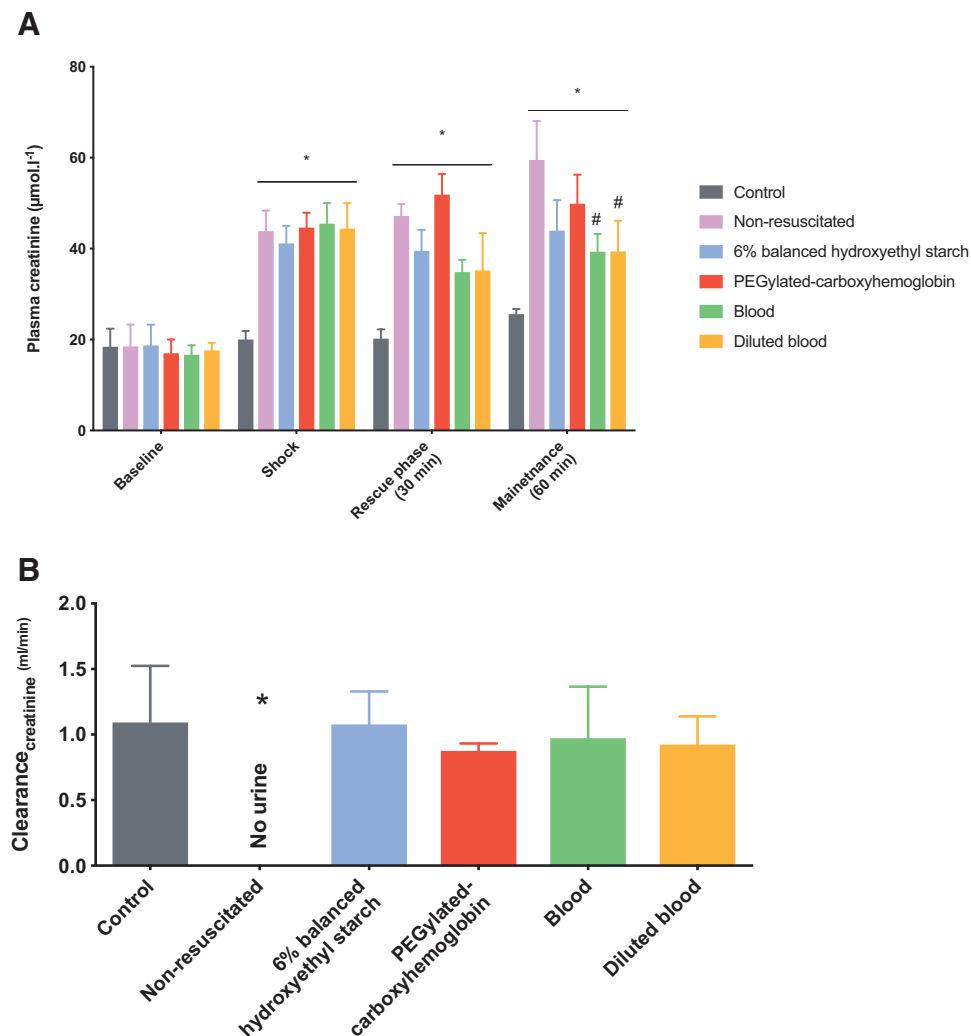 A
80
60
40
20
0
Plasma creatinine (µmol.l-1)
*
*
*
#
#
Baseline
Shock
Rescue phase
(30 min)
Mainetnance
(60 min)
Control
Non-resuscitated
6% balanced hydroxyethyl starch
PEGylated-carboxyhemoglobin
Blood
Diluted blood
B
2.0
1.5
1.0
0.5
0.0
Clearancecreatinine (ml/min)
*
No urine
Control
Non-resuscitated
6% balanced
hydroxyethyl starch
PEGylated-
carboxyhemoglobin
Blood
Diluted blood